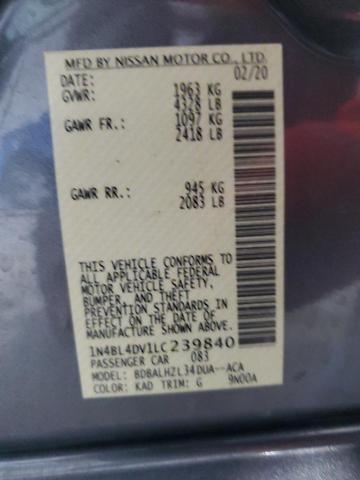 MFD BY NISSAN MOTOR CO., LTD.
DATE: 02/20
GVWR: 1963 KG
4328 LB
GAWR FR.: 1097 KG
2418 LB
GAWR RR.: 945 KG
2083 LB
THIS VEHICLE CONFORMS TO
ALL APPLICABLE FEDERAL
MOTOR VEHICLE SAFETY,
BUMPER, AND THEFT
PREVENTION STANDARDS IN
EFFECT ON THE DATE OF
MANUFACTURE SHOWN ABOVE.
1N4BL4DV1LC239840
PASSENGER CAR 083
MODEL: BDBALHZL34DUA--ACA
COLOR: KAD TRIM: G 9N00A